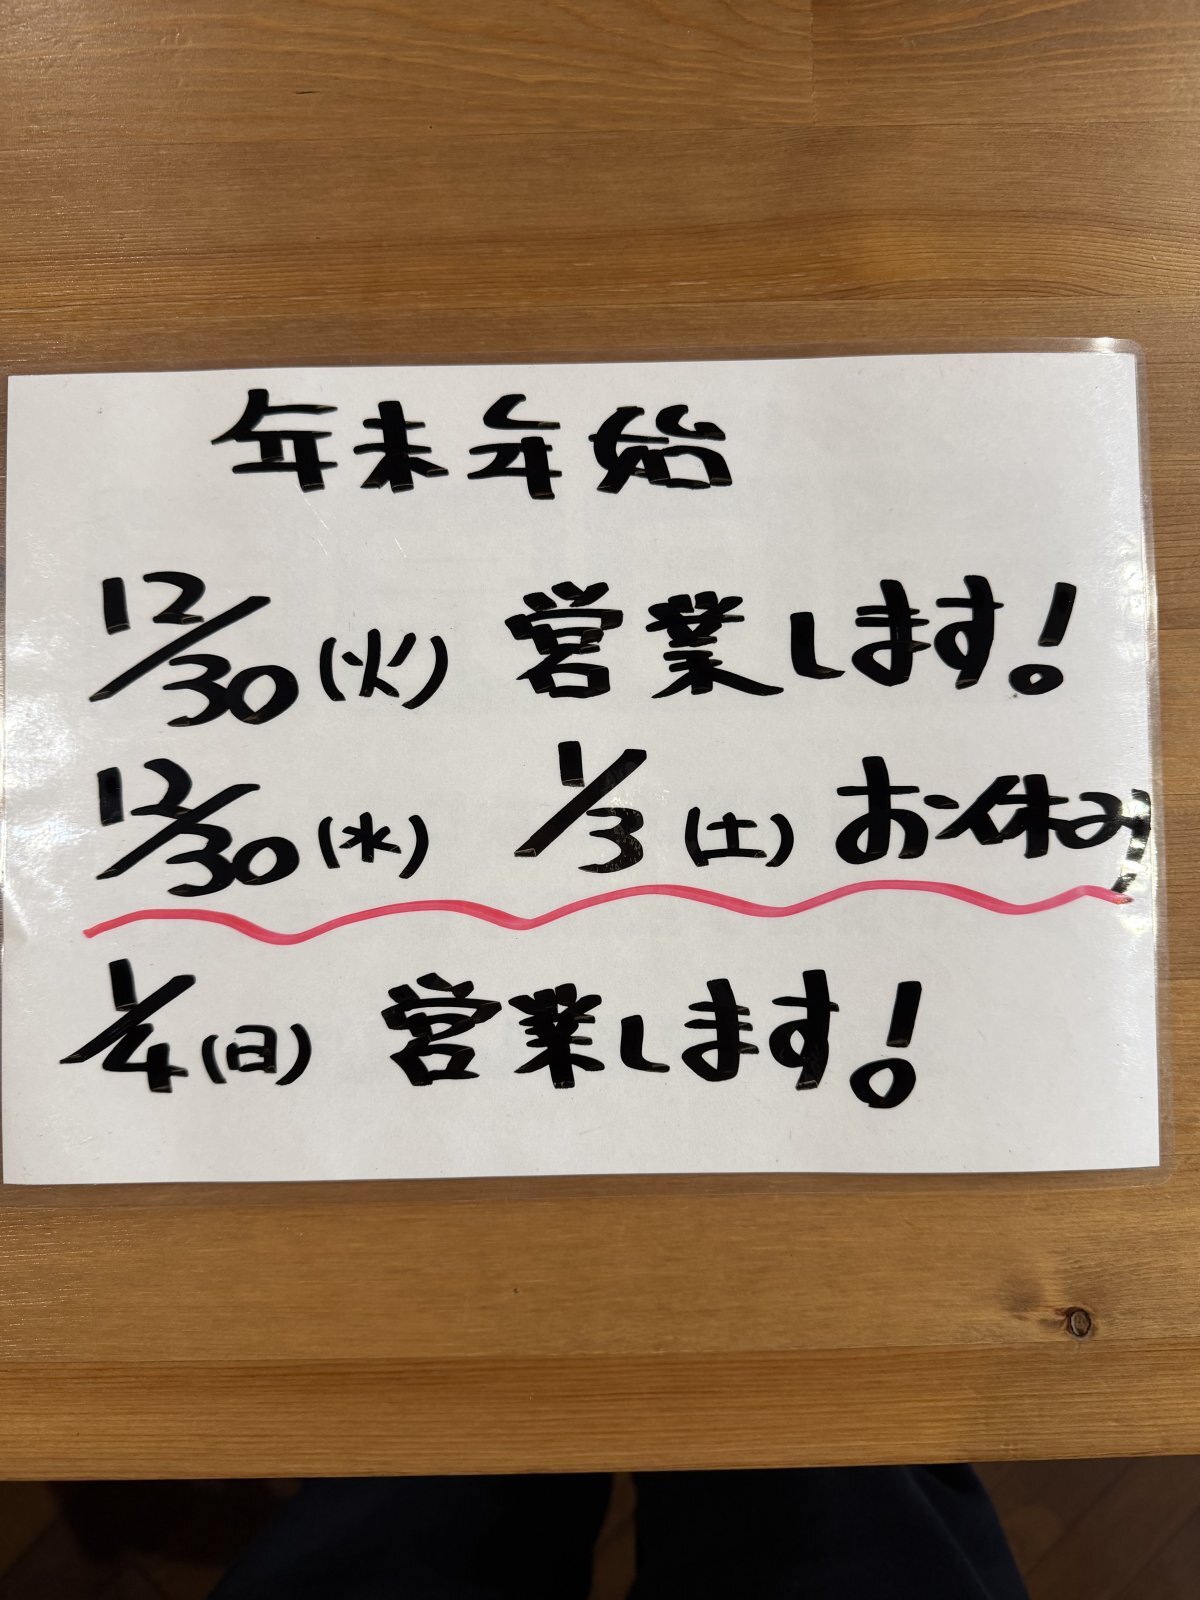 年末年始
12/30(火) 営業します!
12/30(水) 1/3(土) お休み
1/4(日) 営業します!